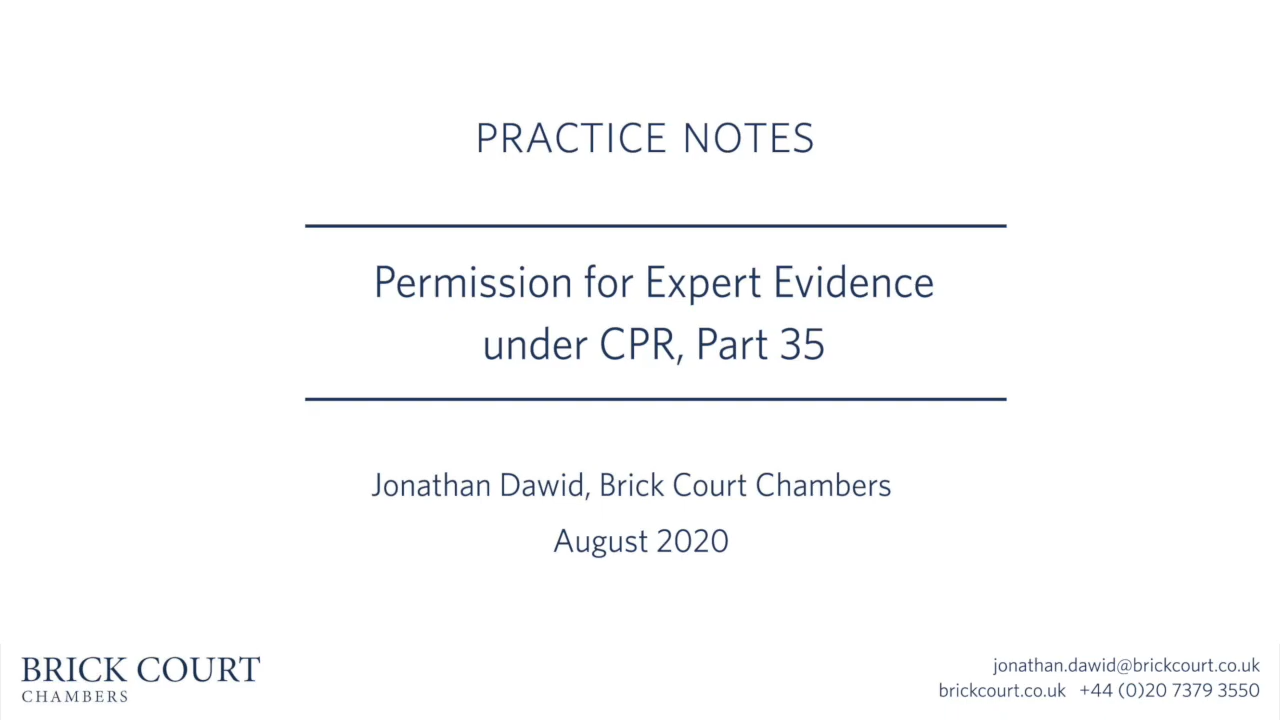 PRACTICE NOTES
Permission for Expert Evidence
under CPR, Part 35
Jonathan Dawid, Brick Court Chambers
August 2020
BRICK COURT
CHAMBERS
jonathan.dawid@brickcourt.co.uk
brickcourt.co.uk +44 (0)20 7379 3550